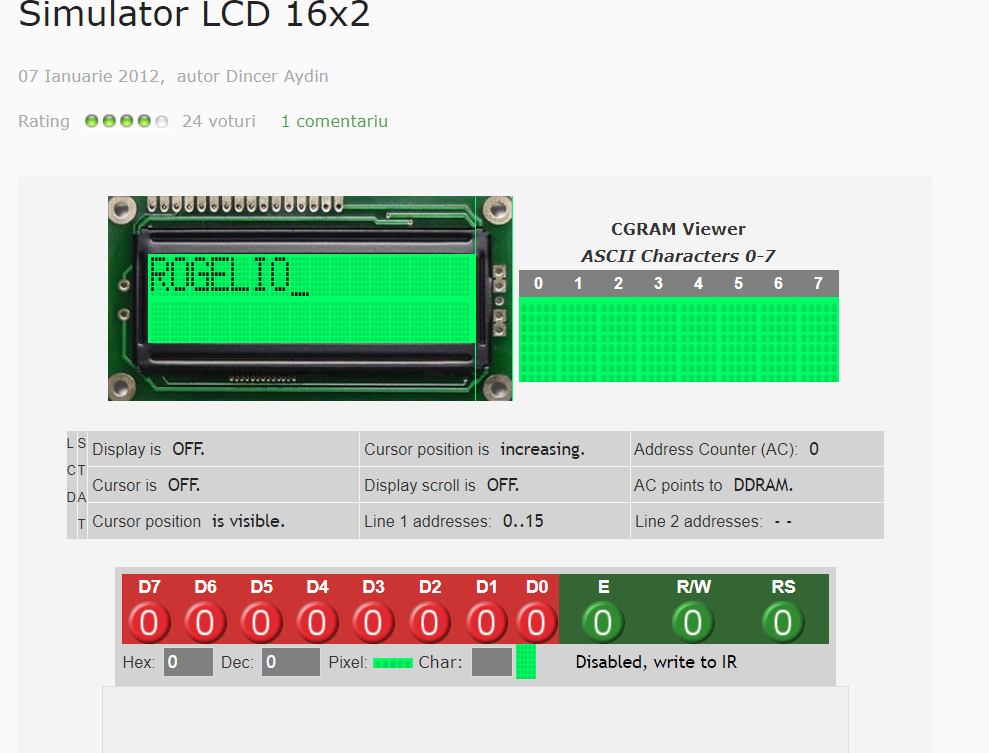 Simulator LCD 16x2
07 Ianuarie 2012, autor Dincer Aydin
Rating 24 voturi 1 comentariu
ROGELIO_
CGRAM Viewer
ASCII Characters 0-7
0 1 2 3 4 5 6 7
L S
C T
D A
T
Display is OFF. Cursor position is increasing. Address Counter (AC): 0
Cursor is OFF. Display scroll is OFF. AC points to DDRAM.
Cursor position is visible. Line 1 addresses: 0..15 Line 2 addresses: - -
D7 D6 D5 D4 D3 D2 D1 D0 E R/W RS
0 0 0 0 0 0 0 0 0 0 0
Hex: 0 Dec: 0 Pixel: Char: Disabled, write to IR